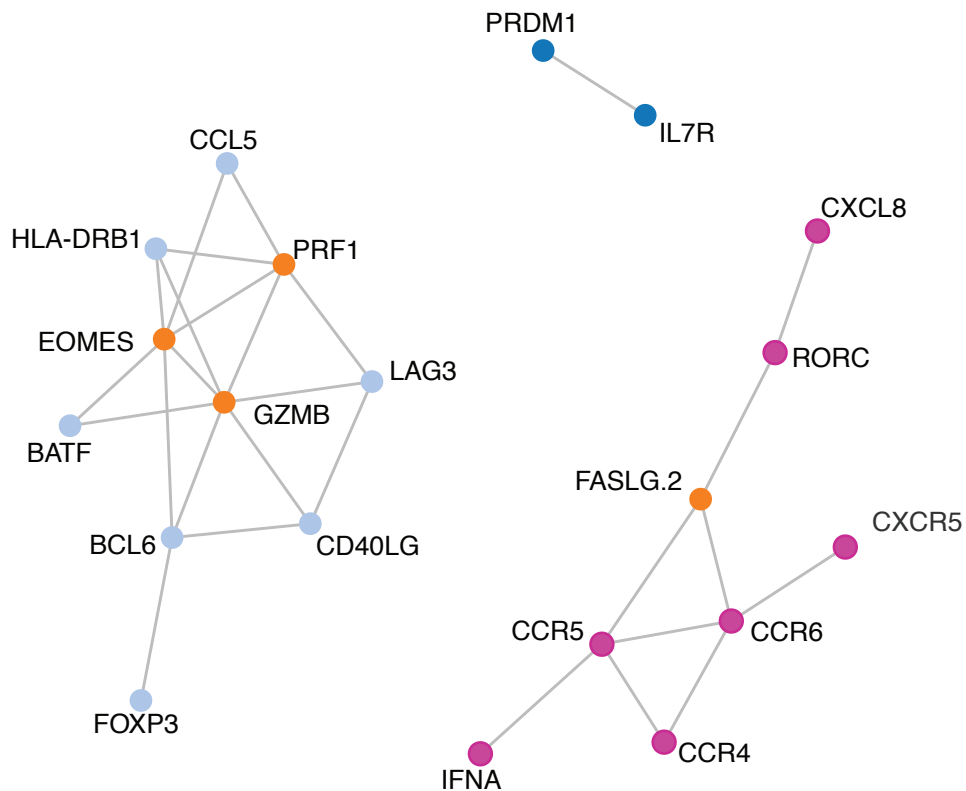 PRDM1
IL7R
CCL5
CXCL8
HLA-DRB1
PRF1
EOMES
RORC
LAG3
GZMB
BATF
FASLG.2
CXCR5
BCL6
CD40LG
CCR5
CCR6
FOXP3
CCR4
IFNA